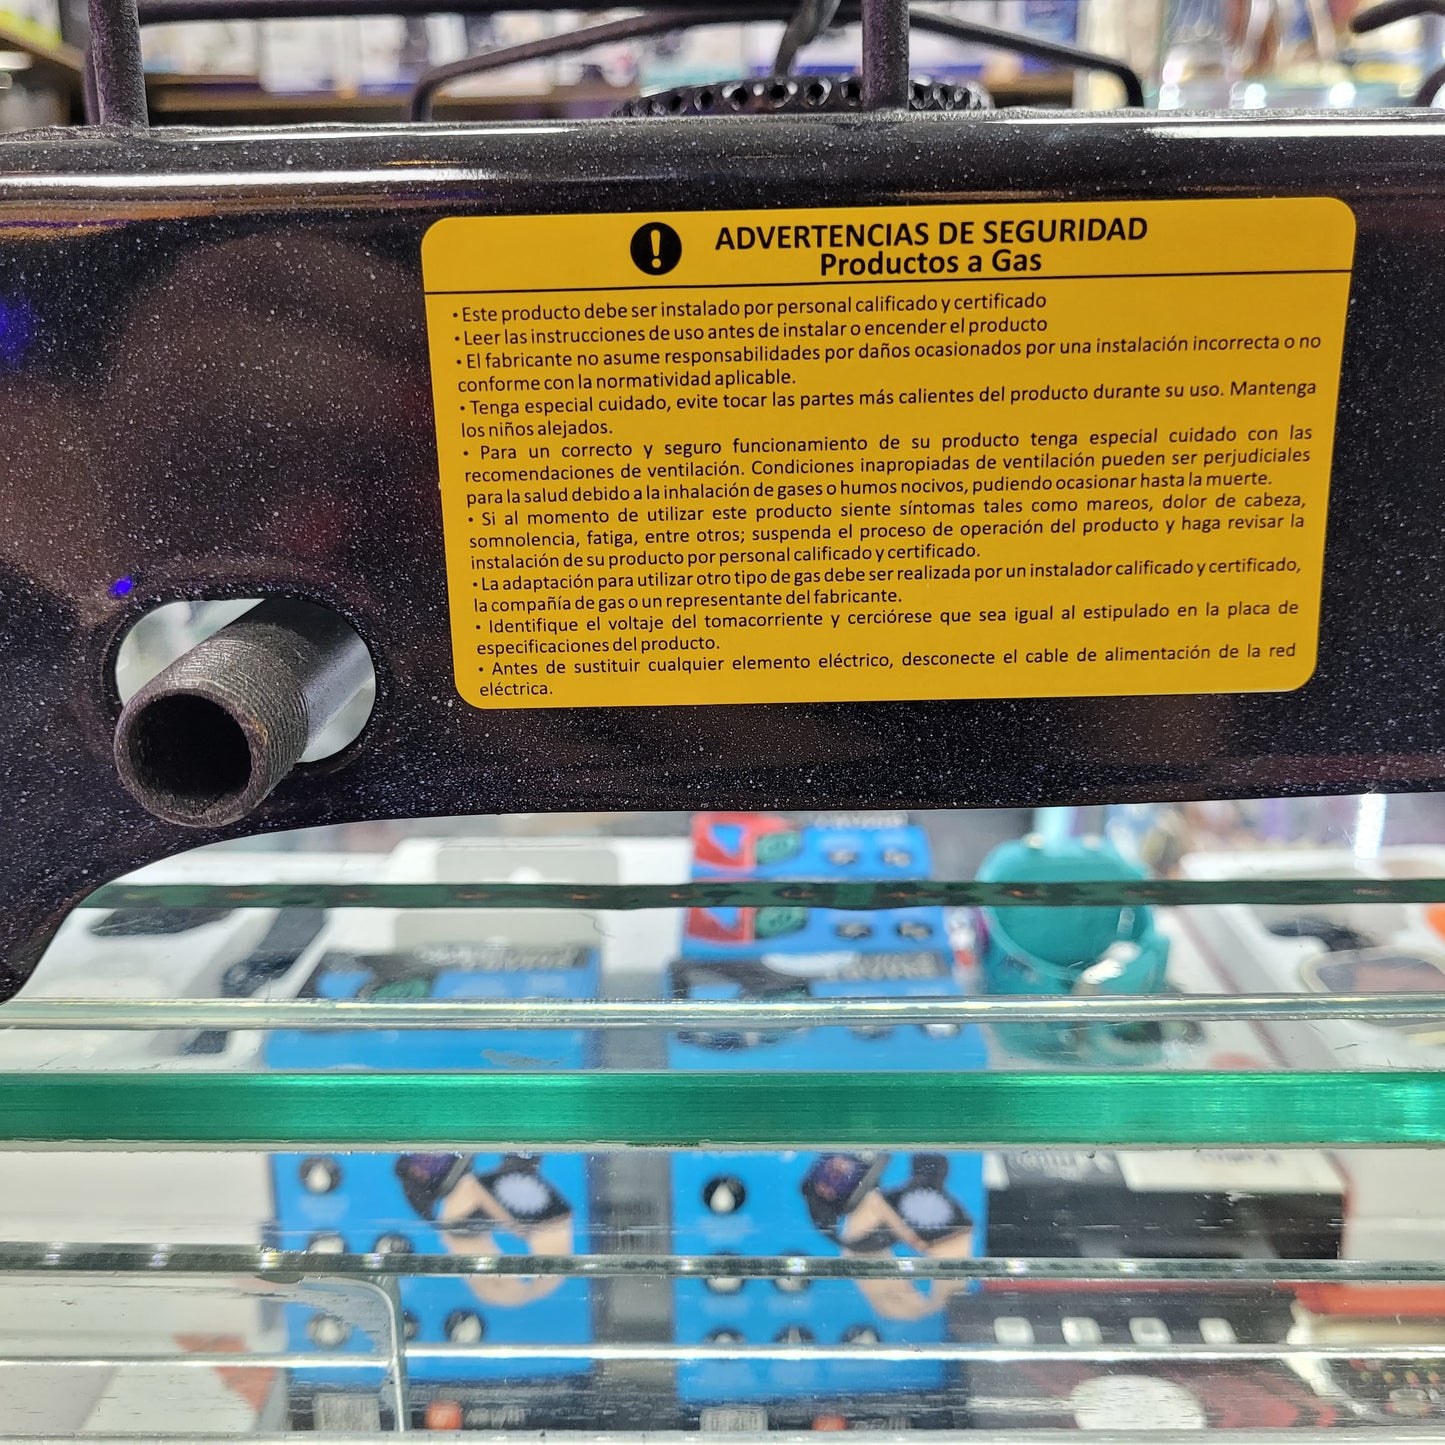 ADVERTENCIAS DE SEGURIDAD
Productos a Gas
• Este producto debe ser instalado por personal calificado y certificado
• Leer las instrucciones de uso antes de instalar o encender el producto
• El fabricante no asume responsabilidades por daños ocasionados por una instalación incorrecta o no
conforme con la normatividad aplicable.
• Tenga especial cuidado, evite tocar las partes más calientes del producto durante su uso. Mantenga
los niños alejados.
• Para un correcto y seguro funcionamiento de su producto tenga especial cuidado con las
recomendaciones de ventilación. Condiciones inapropiadas de ventilación pueden ser perjudiciales
para la salud debido a la inhalación de gases o humos nocivos, pudiendo ocasionar hasta la muerte.
• Si al momento de utilizar este producto siente síntomas tales como mareos, dolor de cabeza,
somnolencia, fatiga, entre otros; suspenda el proceso de operación del producto y haga revisar la
instalación de su producto por personal calificado y certificado.
• La adaptación para utilizar otro tipo de gas debe ser realizada por un instalador calificado y certificado,
la compañía de gas o un representante del fabricante.
• Identifique el voltaje del tomacorriente y cerciórese que sea igual al estipulado en la placa de
especificaciones del producto.
• Antes de sustituir cualquier elemento eléctrico, desconecte el cable de alimentación de la red
eléctrica.